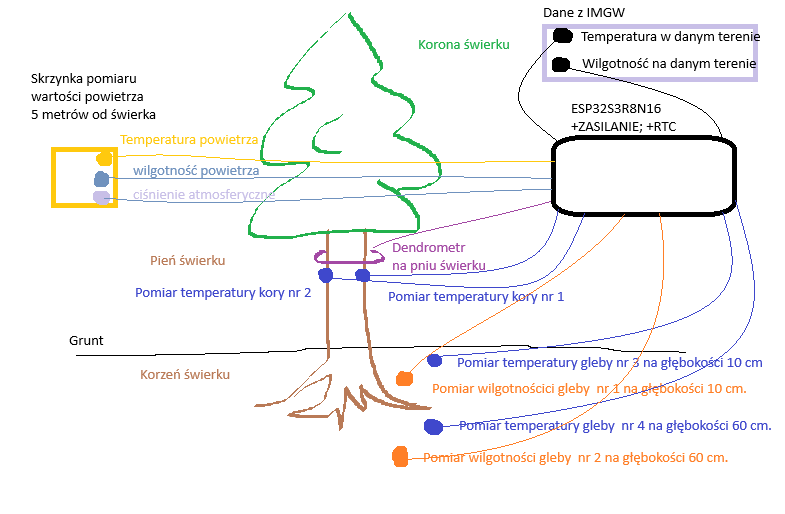 Dane z IMGW
Temperatura w danym terenie
Wilgotność na danym terenie
Korona świerku
Skrzynka pomiaru
wartości powietrza
5 metrów od świerka
ESP32S3R8N16
+ZASILANIE; +RTC
Temperatura powietrza
wilgotność powietrza
ciśnienie atmosferyczne
Dendrometr
na pniu świerku
Pień świerku
Pomiar temperatury kory nr 2
Pomiar temperatury kory nr 1
Grunt
Korzeń świerku
Pomiar temperatury gleby nr 3 na głębokości 10 cm
Pomiar wilgotnościci gleby nr 1 na głębokości 10 cm.
Pomiar temperatury gleby nr 4 na głębokości 60 cm.
Pomiar wilgotności gleby nr 2 na głębokości 60 cm.